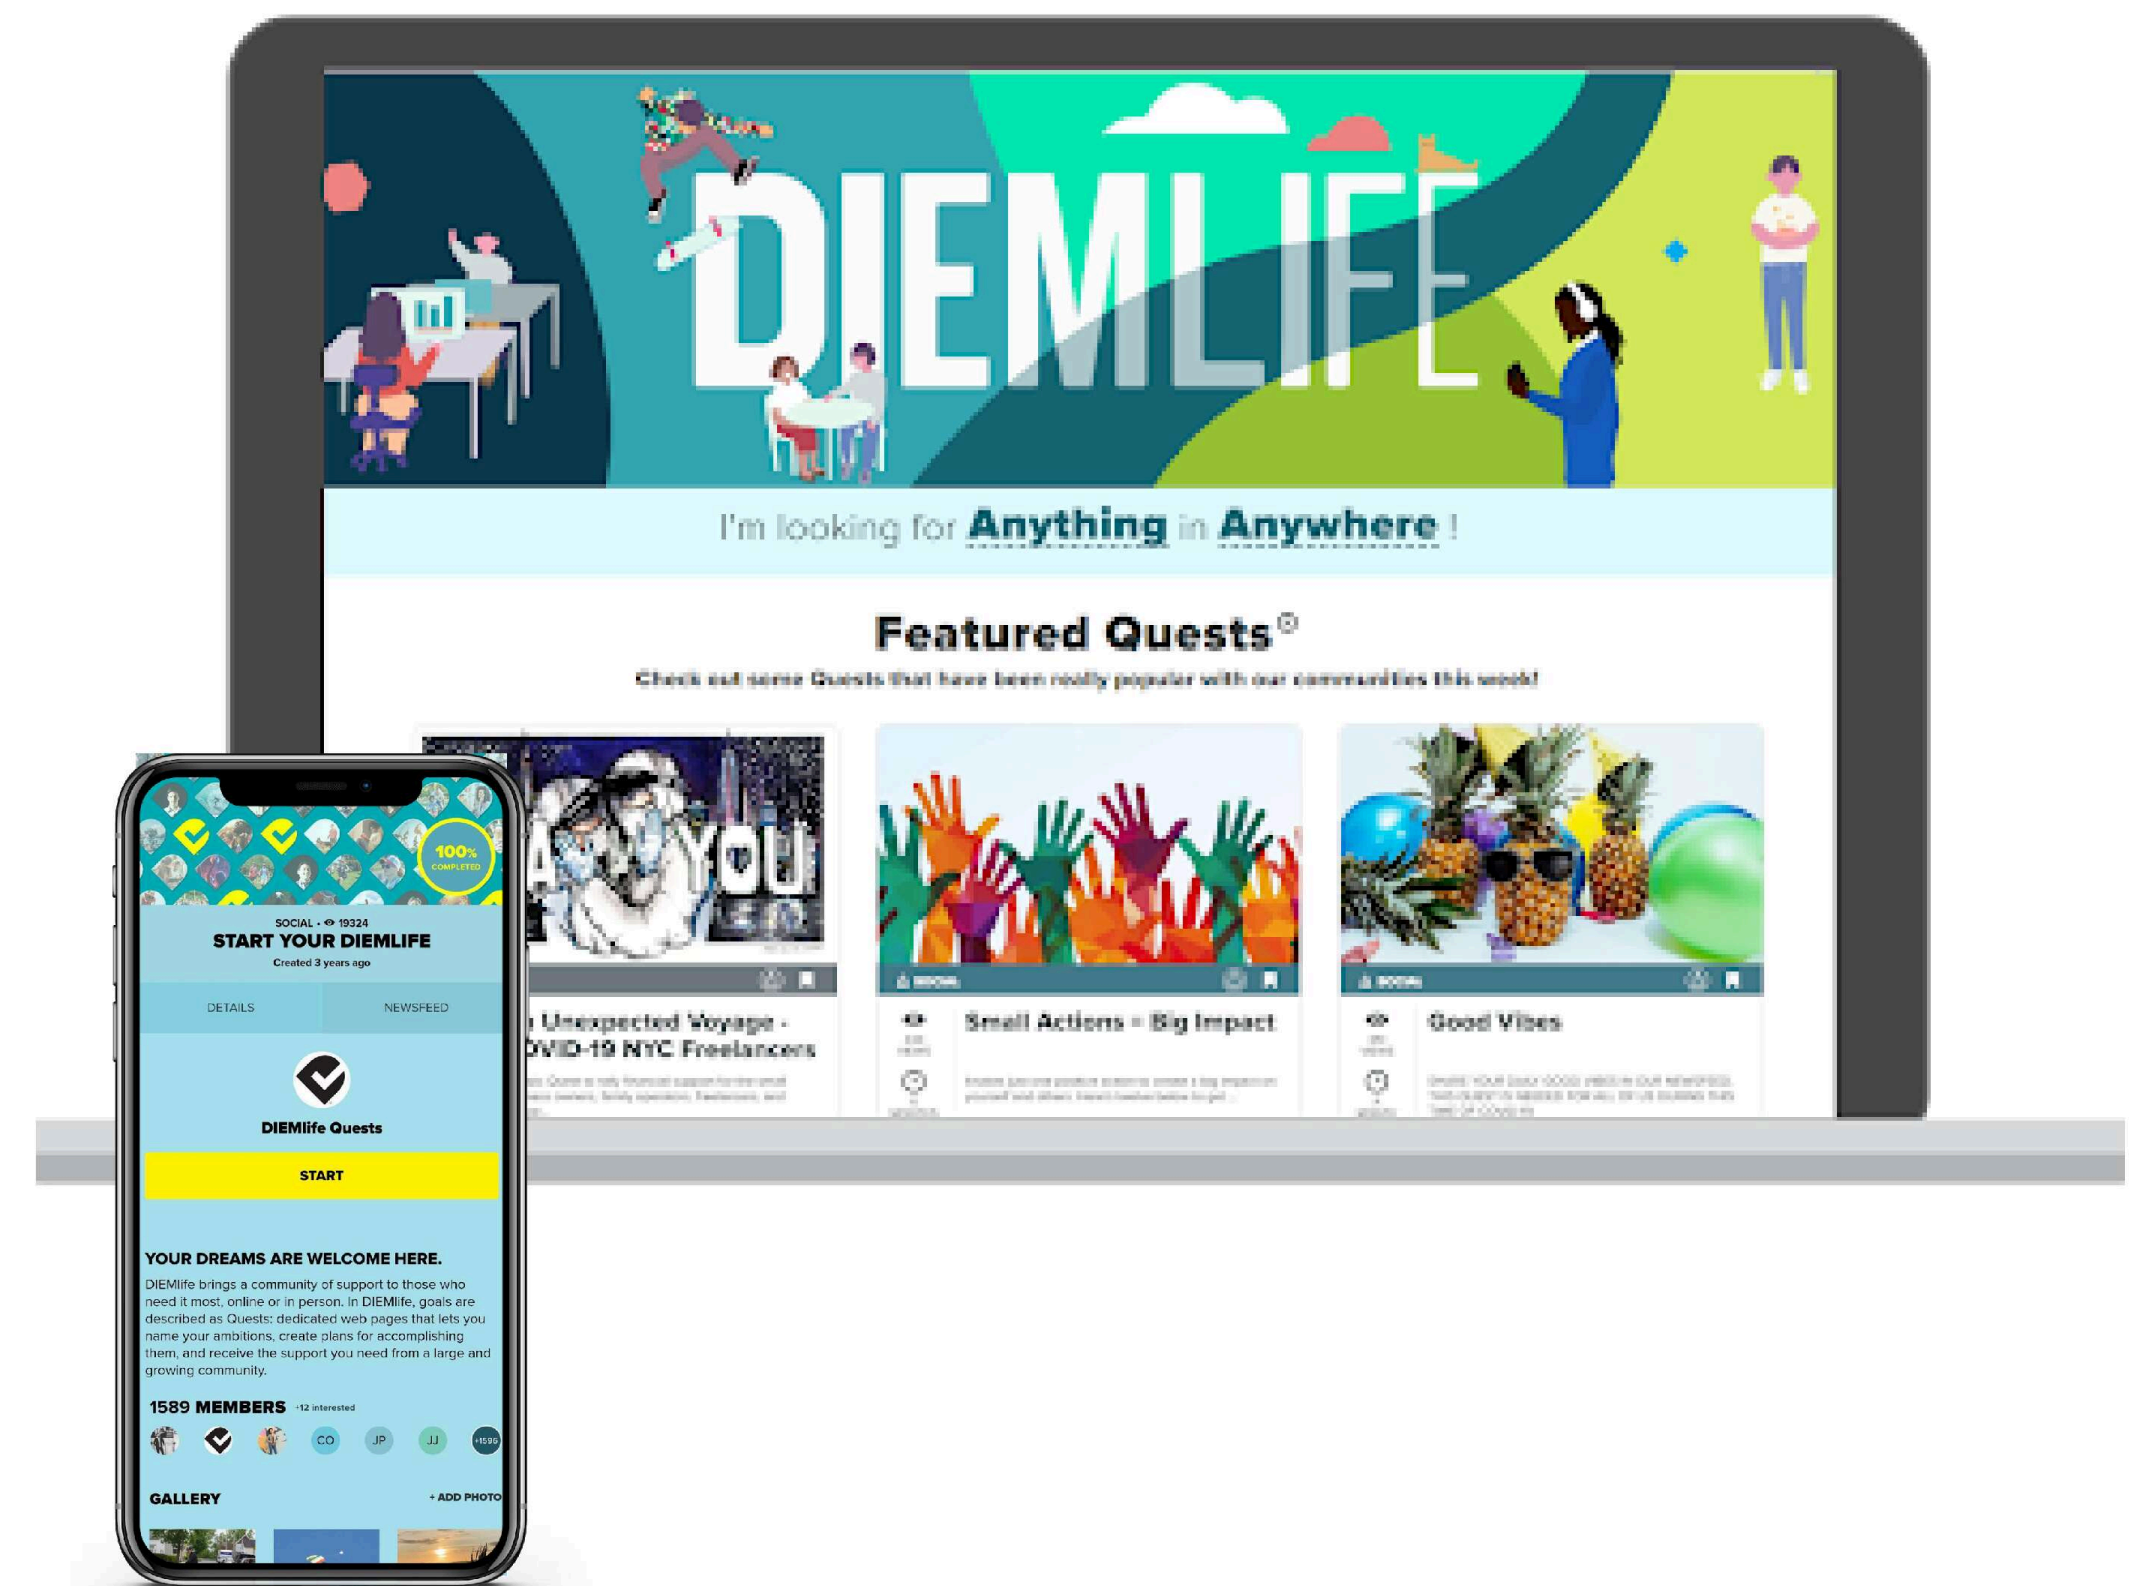 DIEMLIFE
I'm looking for Anything in Anywhere !
Featured Quests
Check out some Quests that have been really popular with our communities this week!
YOU
SOCIAL
SOCIAL
Unexpected Voyage -
OVID-19 NYC Freelancers
Small Actions = Big Impact
Good Vibes
100%
COMPLETED
SOCIAL • 19324
START YOUR DIEMLIFE
Created 3 years ago
DETAILS
NEWSFEED
DIEMlife Quests
START
YOUR DREAMS ARE WELCOME HERE.
DIEMlife brings a community of support to those who
need it most, online or in person. In DIEMlife, goals are
described as Quests: dedicated web pages that lets you
name your ambitions, create plans for accomplishing
them, and receive the support you need from a large and
growing community.
1589 MEMBERS +12 interested
CO
JP
JJ
+1596
GALLERY
+ ADD PHOTO